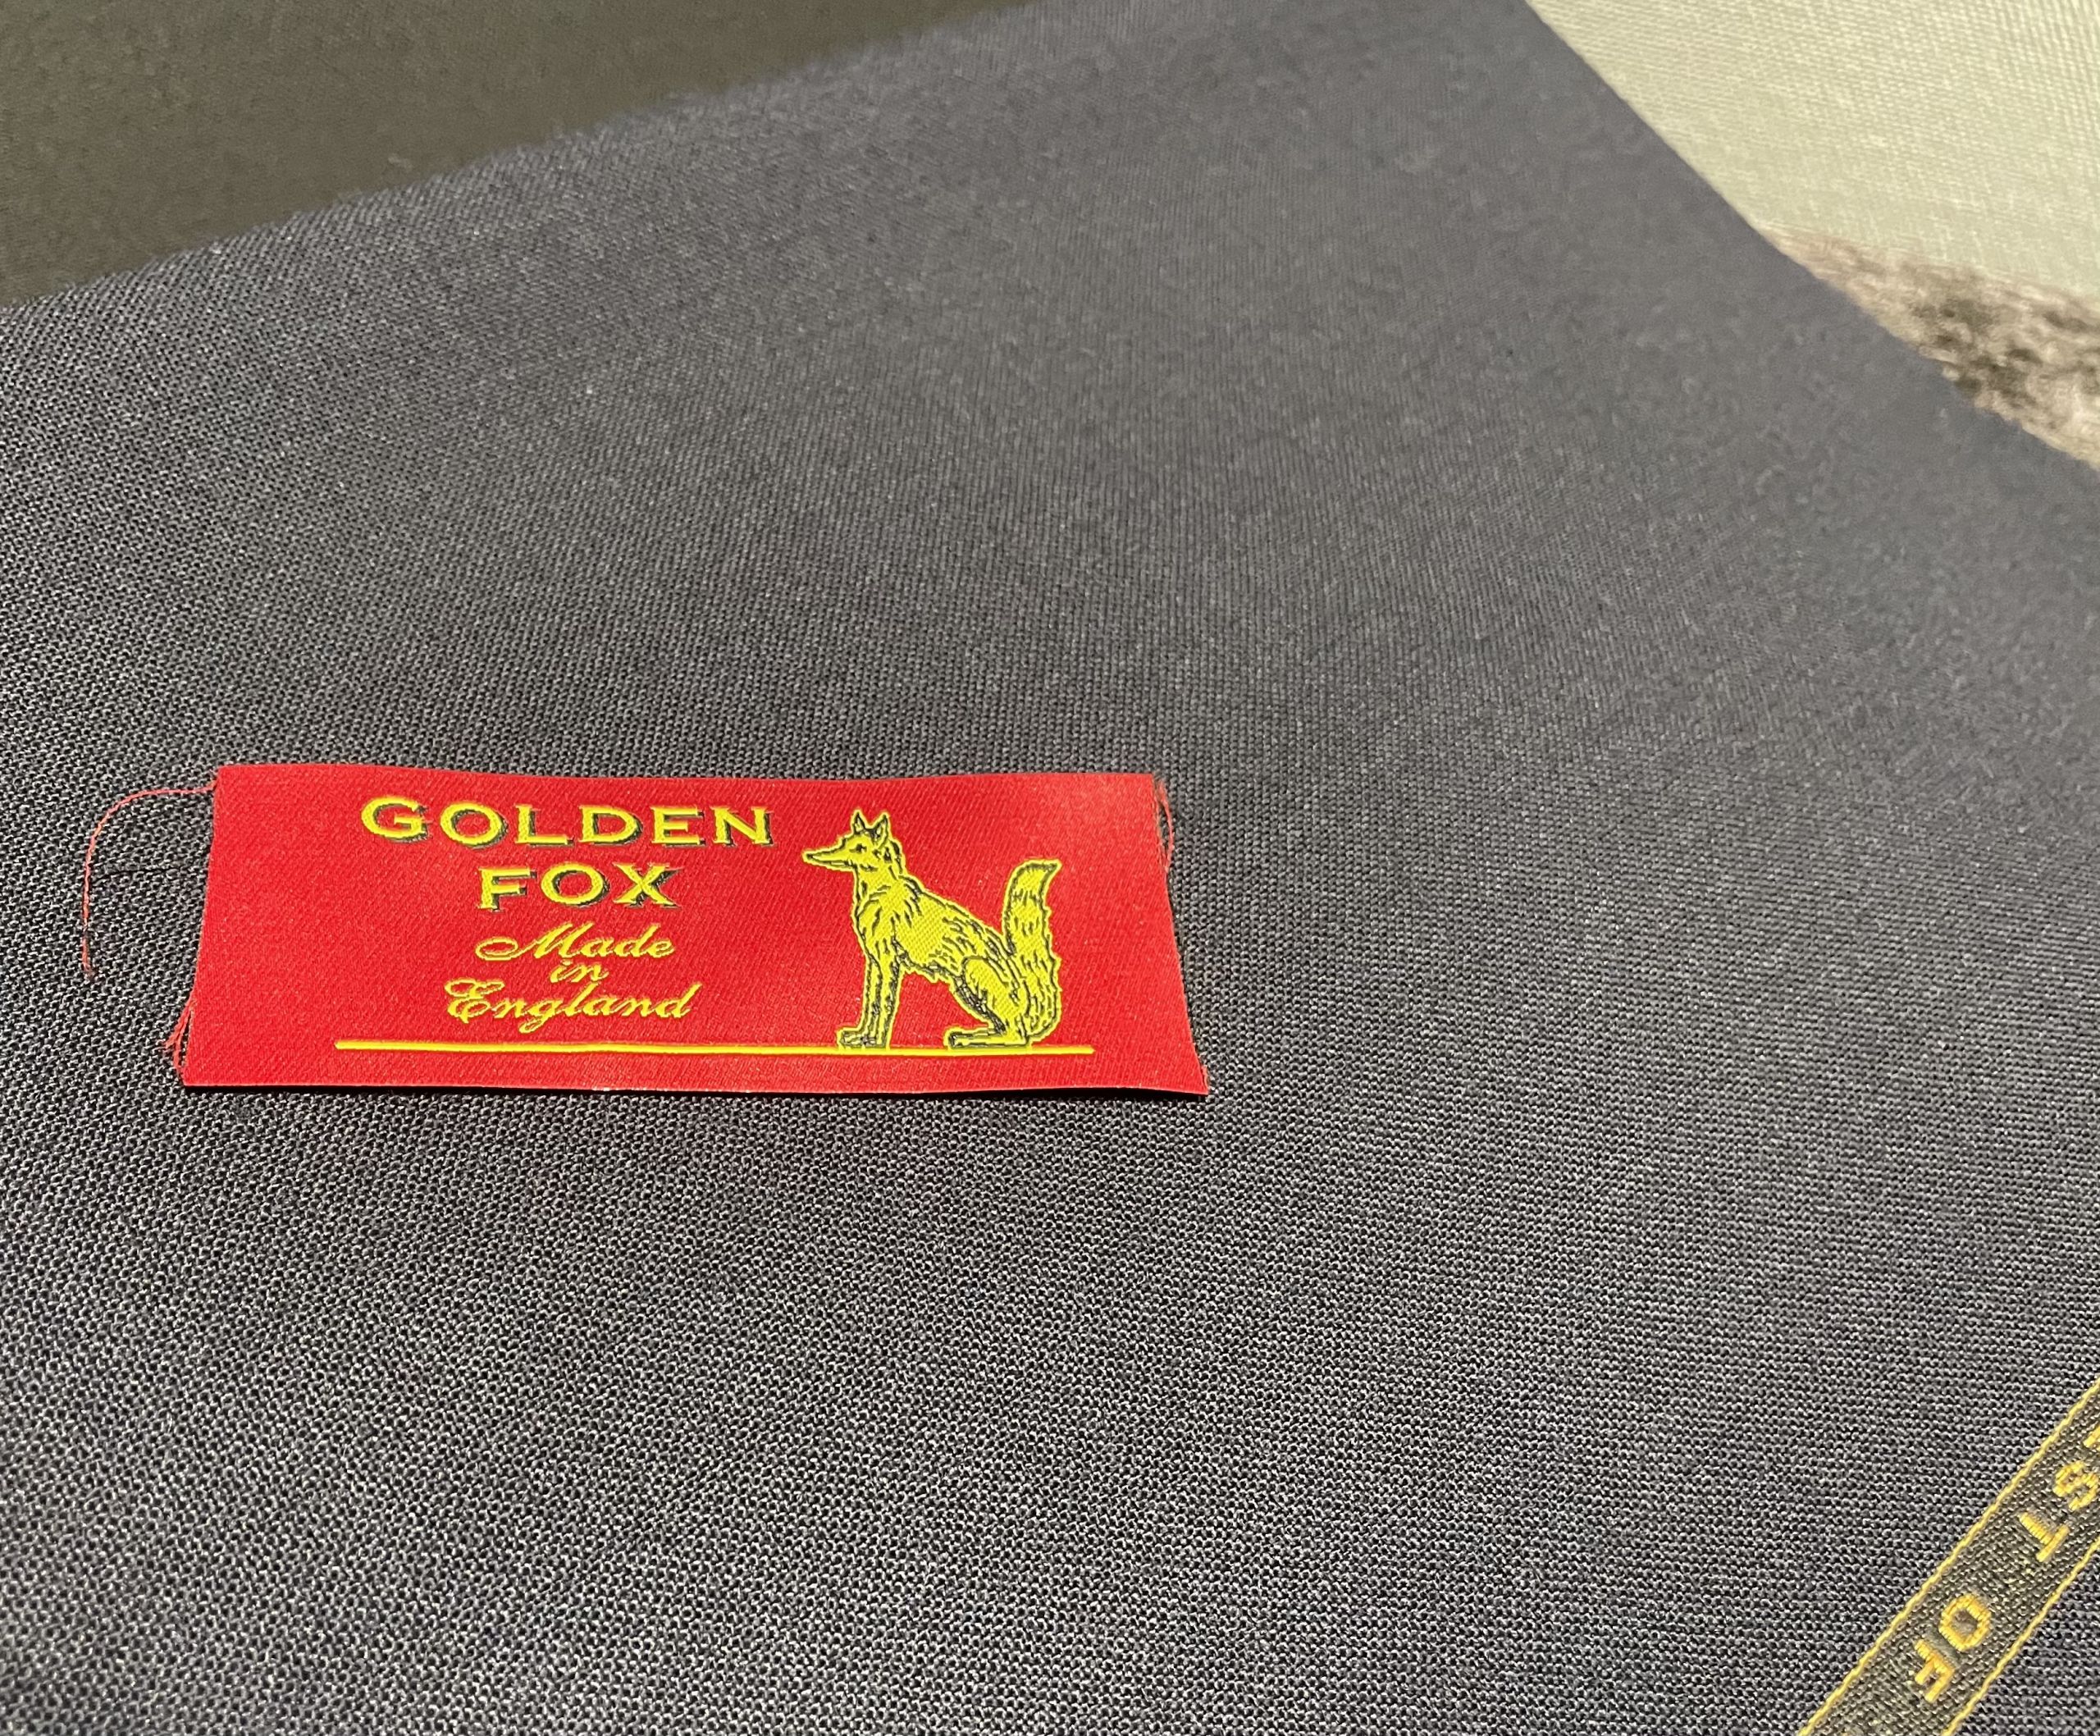 GOLDEN
FOX
Made
in
England
ST OF